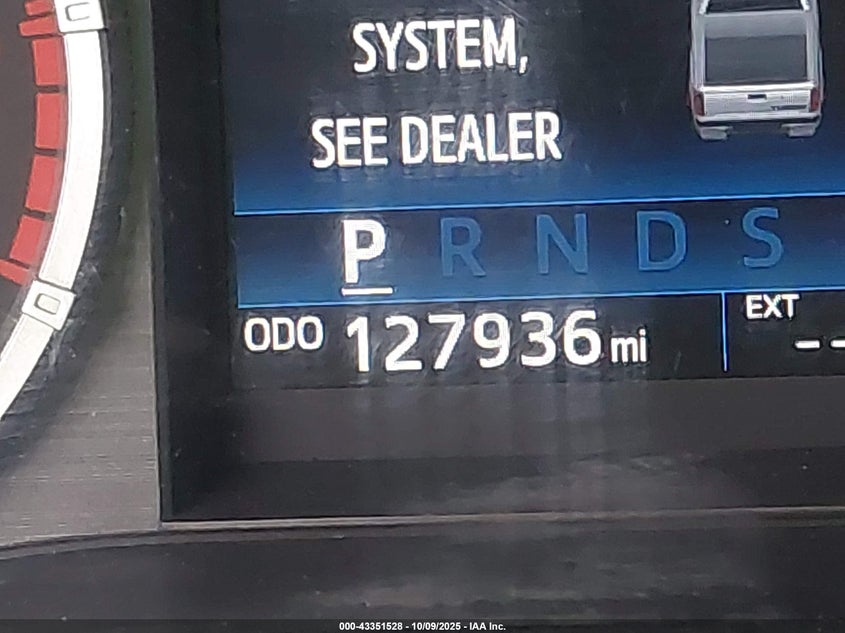 SYSTEM,
SEE DEALER
P R N D S
ODO 127936 mi
EXT
--
000-43351528 - 10/09/2025 - IAA Inc.